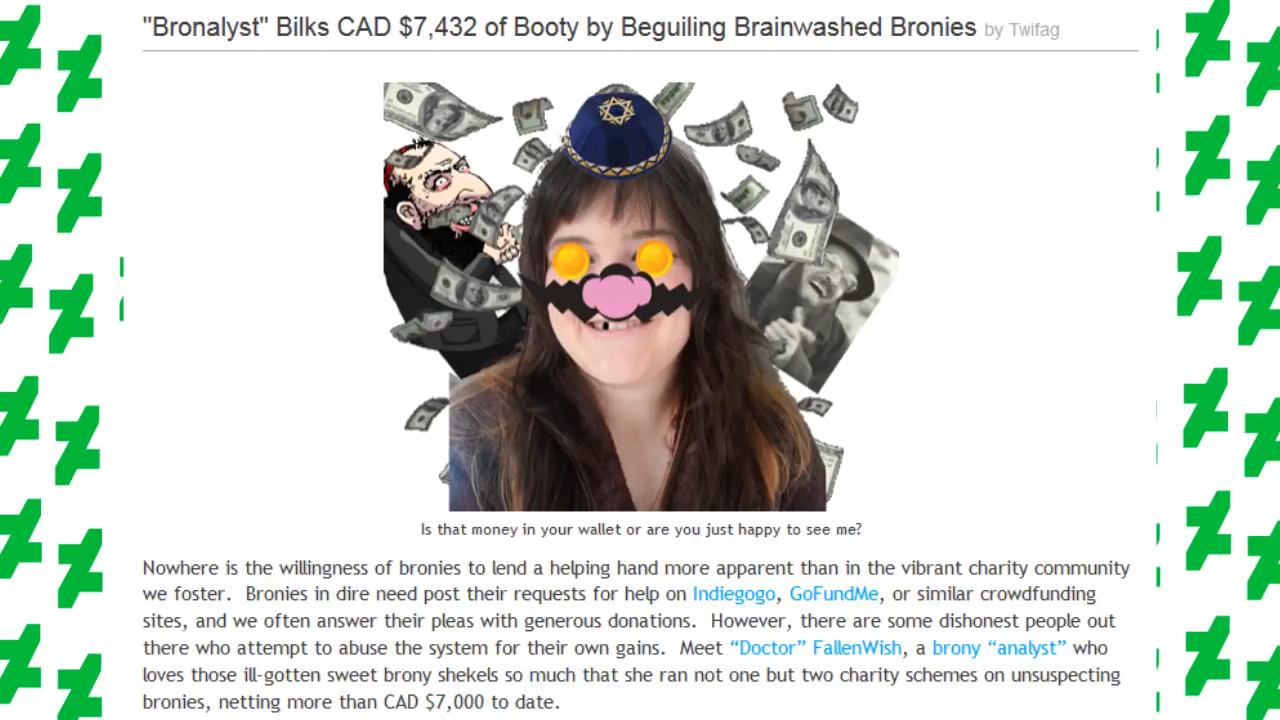 "Bronalyst" Bilks CAD $7,432 of Booty by Beguiling Brainwashed Bronies by Twifag
Is that money in your wallet or are you just happy to see me?
Nowhere is the willingness of bronies to lend a helping hand more apparent than in the vibrant charity community
we foster. Bronies in dire need post their requests for help on Indiegogo, GoFundMe, or similar crowdfunding
sites, and we often answer their pleas with generous donations. However, there are some dishonest people out
there who attempt to abuse the system for their own gains. Meet “Doctor” FallenWish, a brony “analyst” who
loves those ill-gotten sweet brony shekels so much that she ran not one but two charity schemes on unsuspecting
bronies, netting more than CAD $7,000 to date.